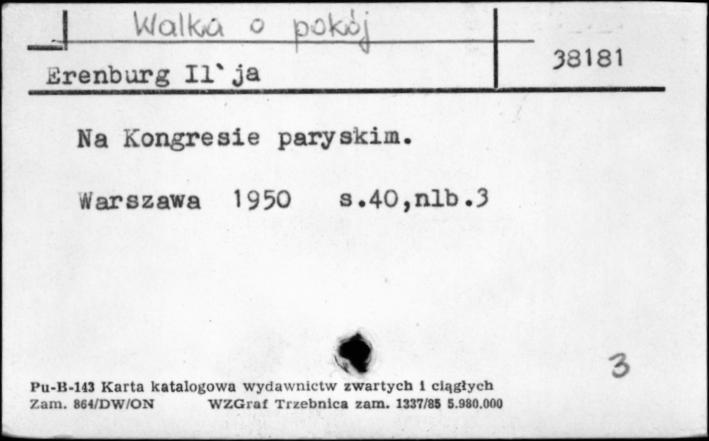 Walka o pokój
38181
Erenburg Il`ja
Na Kongresie paryskim.
Warszawa 1950 s.40,nlb.3
3
Pu-B-143 Karta katalogowa wydawnictw zwartych i ciągłych
Zam. 864/DW/ON WZGraf Trzebnica zam. 1337/85 5.980.000